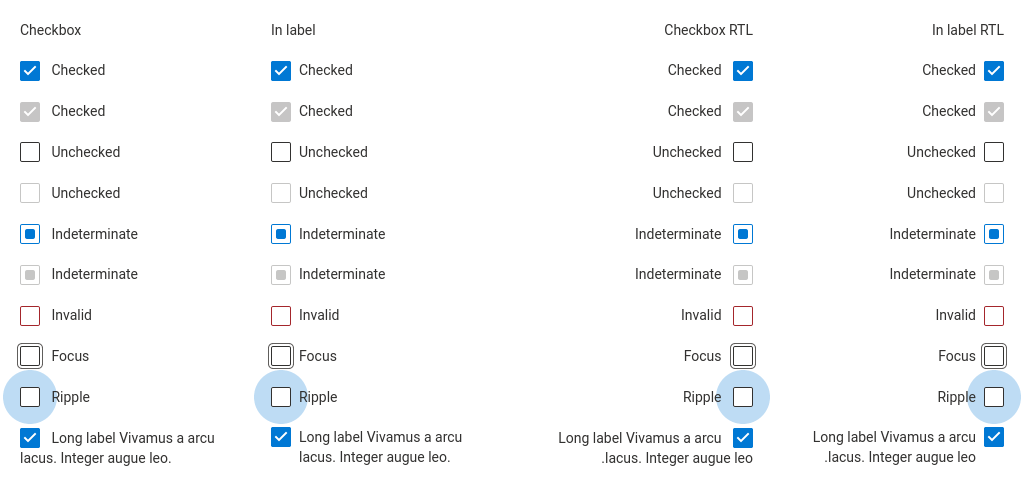 Checkbox
Checked
Checked
Unchecked
Unchecked
Indeterminate
Indeterminate
Invalid
Focus
Ripple
Long label Vivamus a arcu
lacus. Integer augue leo.
In label
Checked
Checked
Unchecked
Unchecked
Indeterminate
Indeterminate
Invalid
Focus
Ripple
Long label Vivamus a arcu
lacus. Integer augue leo.
Checkbox RTL
Checked
Checked
Unchecked
Unchecked
Indeterminate
Indeterminate
Invalid
Focus
Ripple
Long label Vivamus a arcu
.lacus. Integer augue leo
In label RTL
Checked
Checked
Unchecked
Unchecked
Indeterminate
Indeterminate
Invalid
Focus
Ripple
Long label Vivamus a arcu
.lacus. Integer augue leo